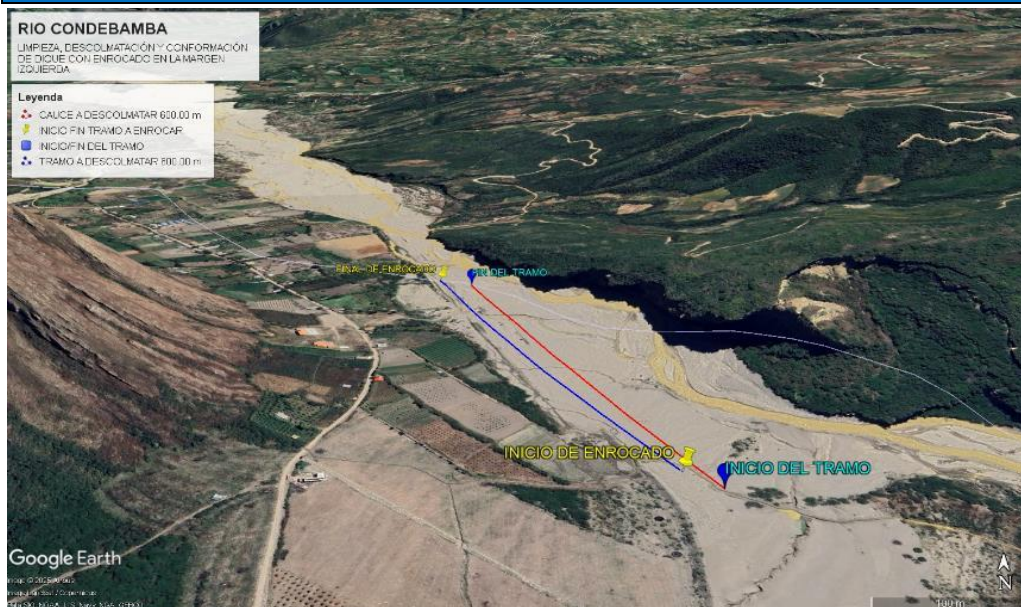 RIO CONDEBAMBA
LIMPIEZA, DESCOLMATACIÓN Y CONFORMACIÓN
DE DIQUE CON ENROCADO EN LA MARGEN
IZQUIERDA
Leyenda
CAUCE A DESCOLMATAR 600.00 m
INICIO FIN TRAMO A ENROCAR
INICIO/FIN DEL TRAMO
TRAMO A DESCOLMATAR 600.00 m
FINAL DE ENROCADO
FIN DEL TRAMO
INICIO DE ENROCADO
INICIO DEL TRAMO
Google Earth
N